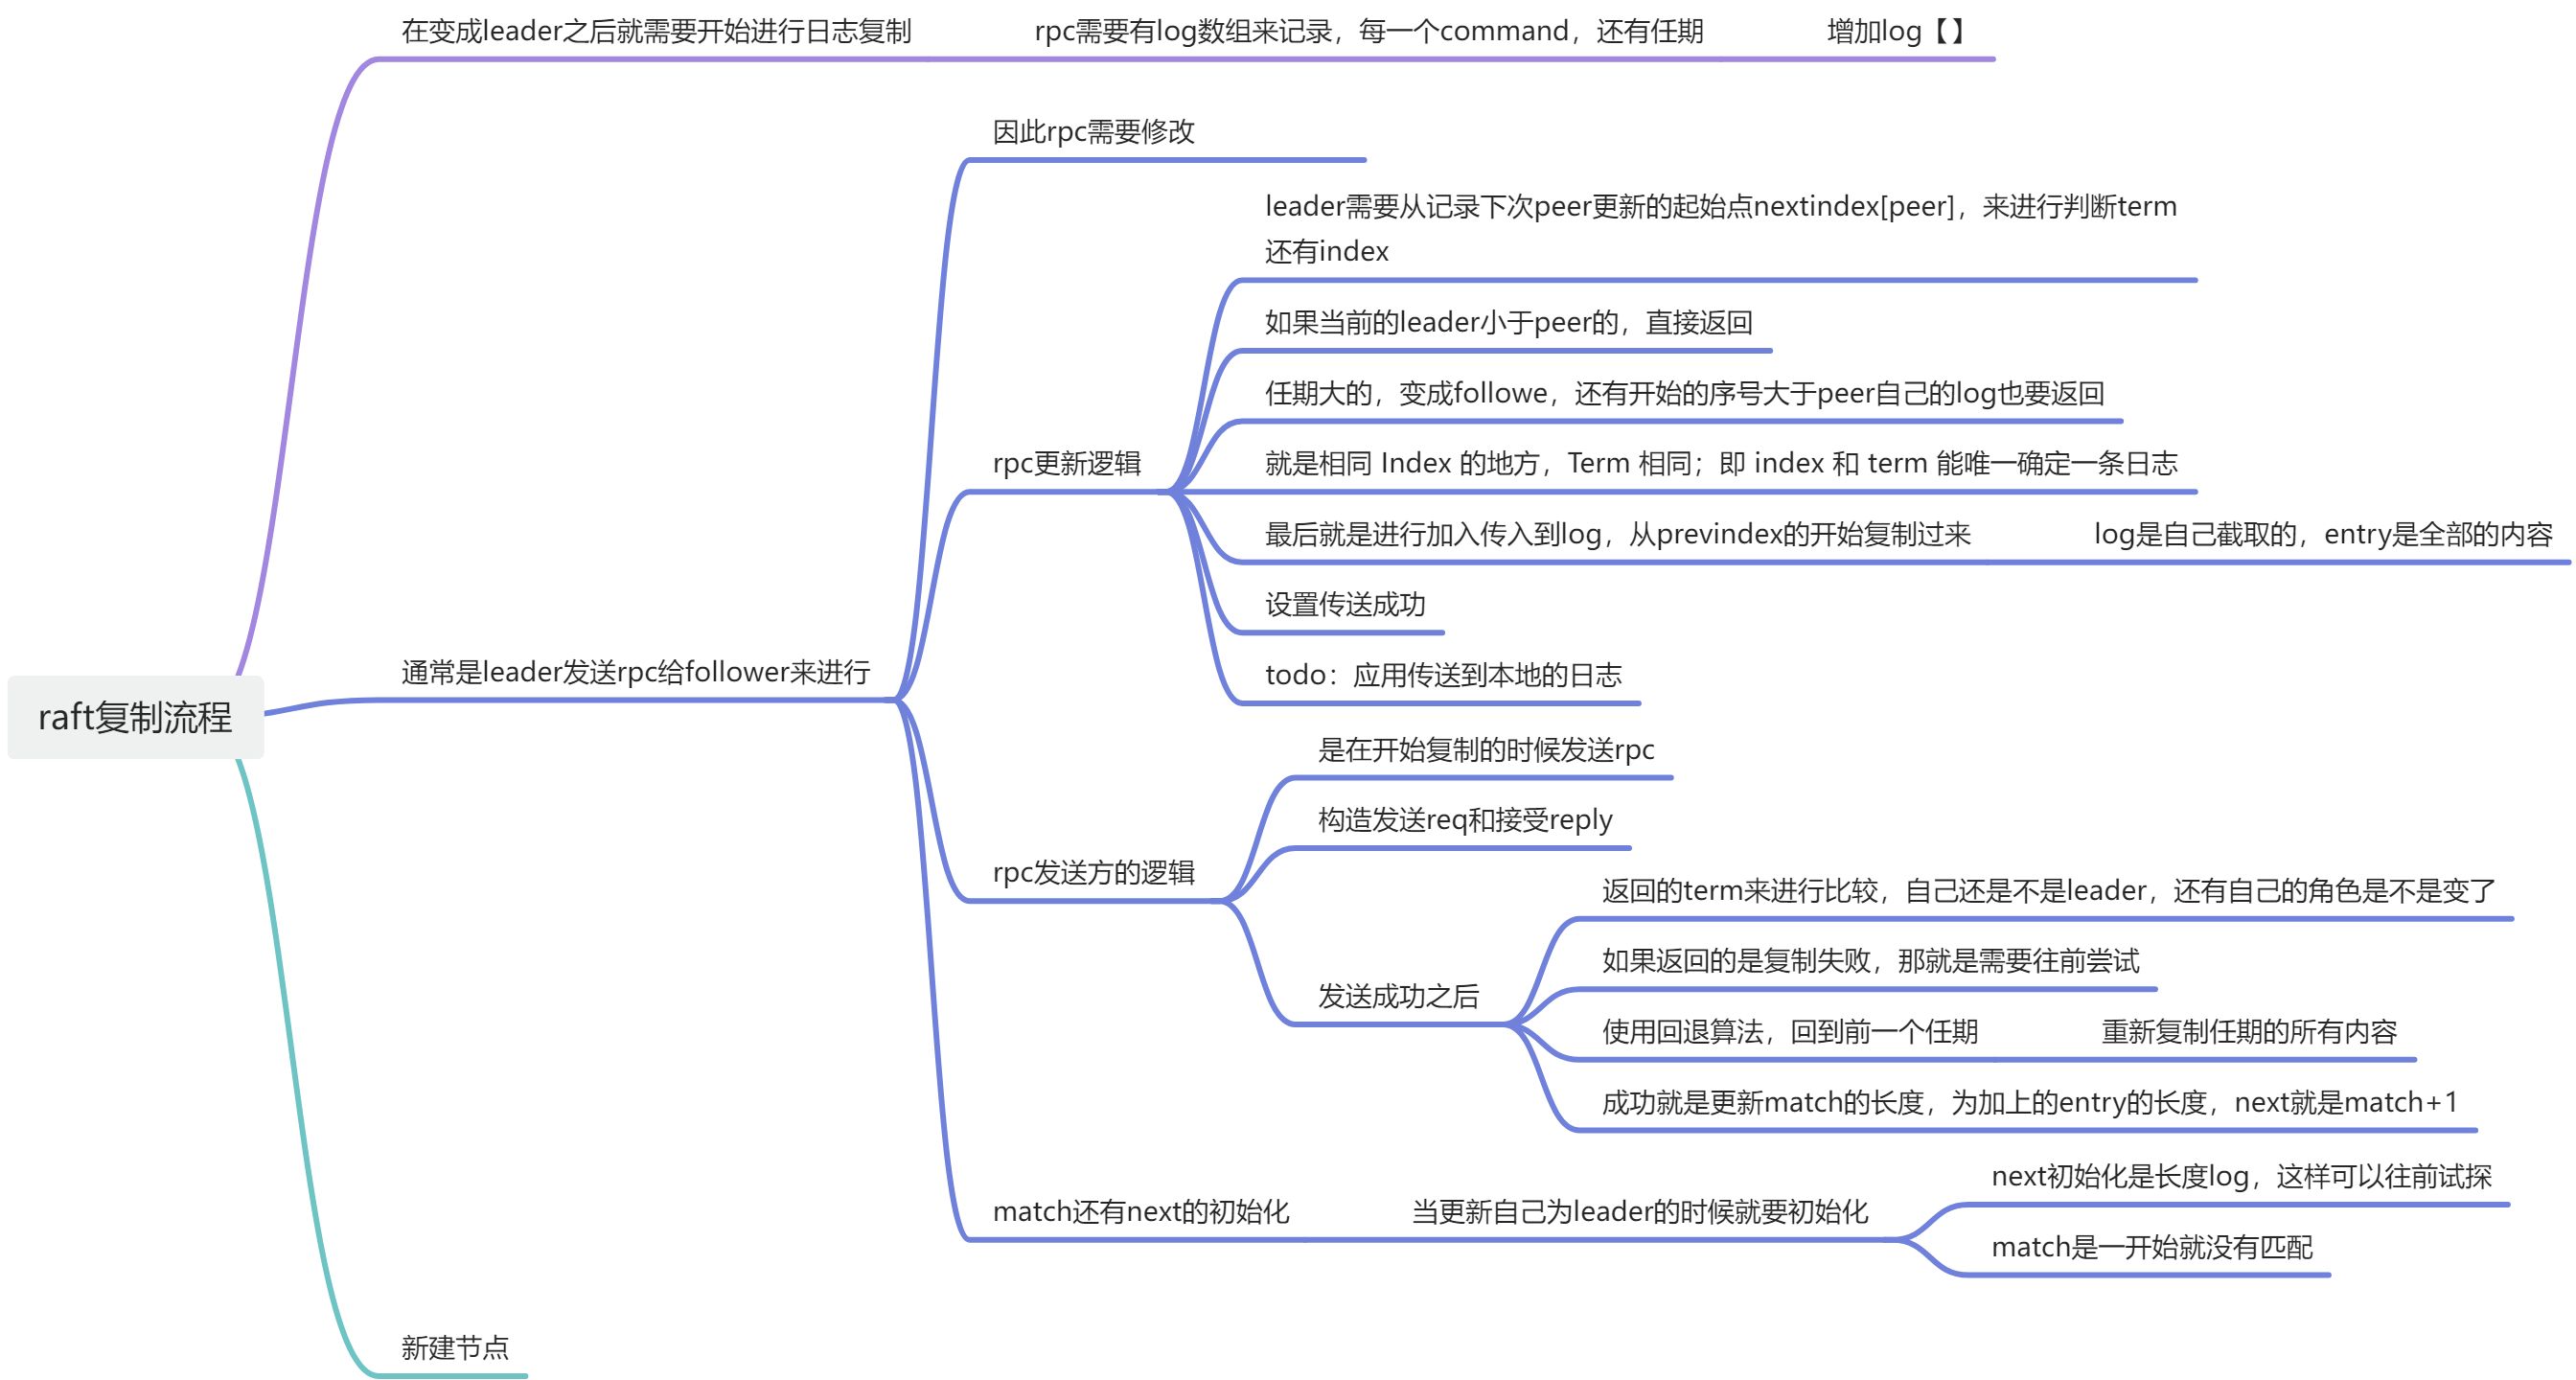 raft复制流程
在变成leader之后就需要开始进行日志复制
rpc需要有log数组来记录，每一个command，还有任期
增加log【】
通常是leader发送rpc给follower来进行
因此rpc需要修改
rpc更新逻辑
leader需要从记录下次peer更新的起始点nextindex[peer]，来进行判断term
还有index
如果当前的leader小于peer的，直接返回
任期大的，变成followe，还有开始的序号大于peer自己的log也要返回
就是相同 Index 的地方，Term 相同；即 index 和 term 能唯一确定一条日志
最后就是进行加入传入到log，从previndex的开始复制过来
log是自己截取的，entry是全部的内容
设置传送成功
todo：应用传送到本地的日志
rpc发送方的逻辑
是在开始复制的时候发送rpc
构造发送req和接受reply
发送成功之后
返回的term来进行比较，自己还是不是leader，还有自己的角色是不是变了
如果返回的是复制失败，那就是需要往前尝试
使用回退算法，回到前一个任期
重新复制任期的所有内容
成功就是更新match的长度，为加上的entry的长度，next就是match+1
match还有next的初始化
当更新自己为leader的时候就要初始化
next初始化是长度log，这样可以往前试探
match是一开始就没有匹配
新建节点